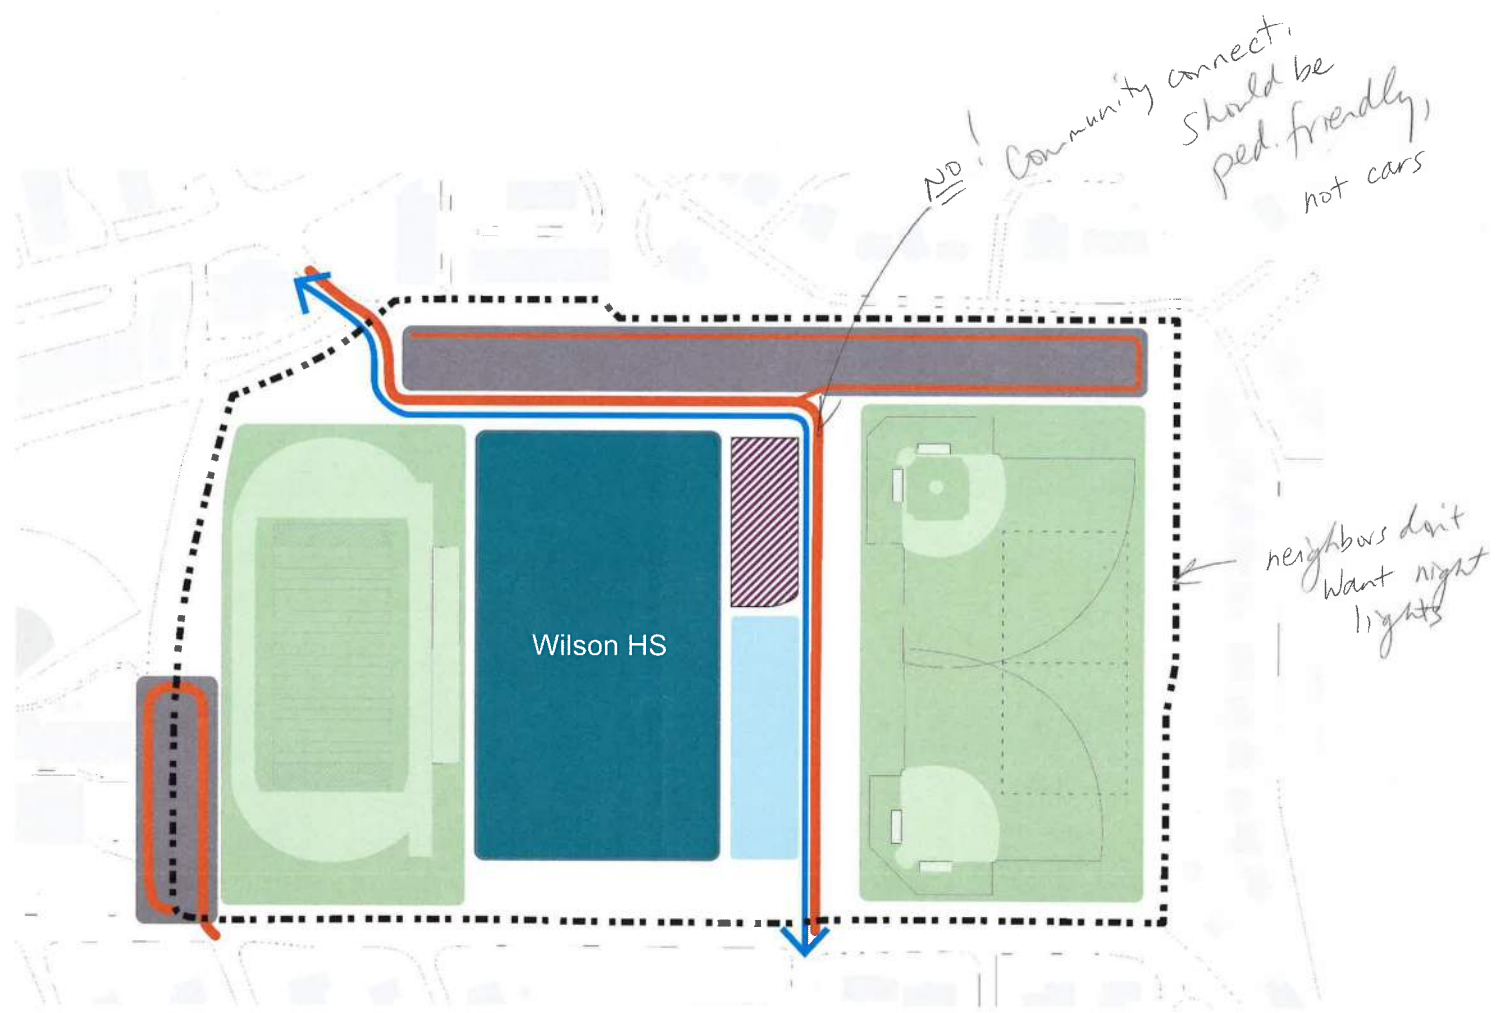 NO! Community connect.
should be
ped. friendly,
not cars
neighbors don't
want night
lights
Wilson HS